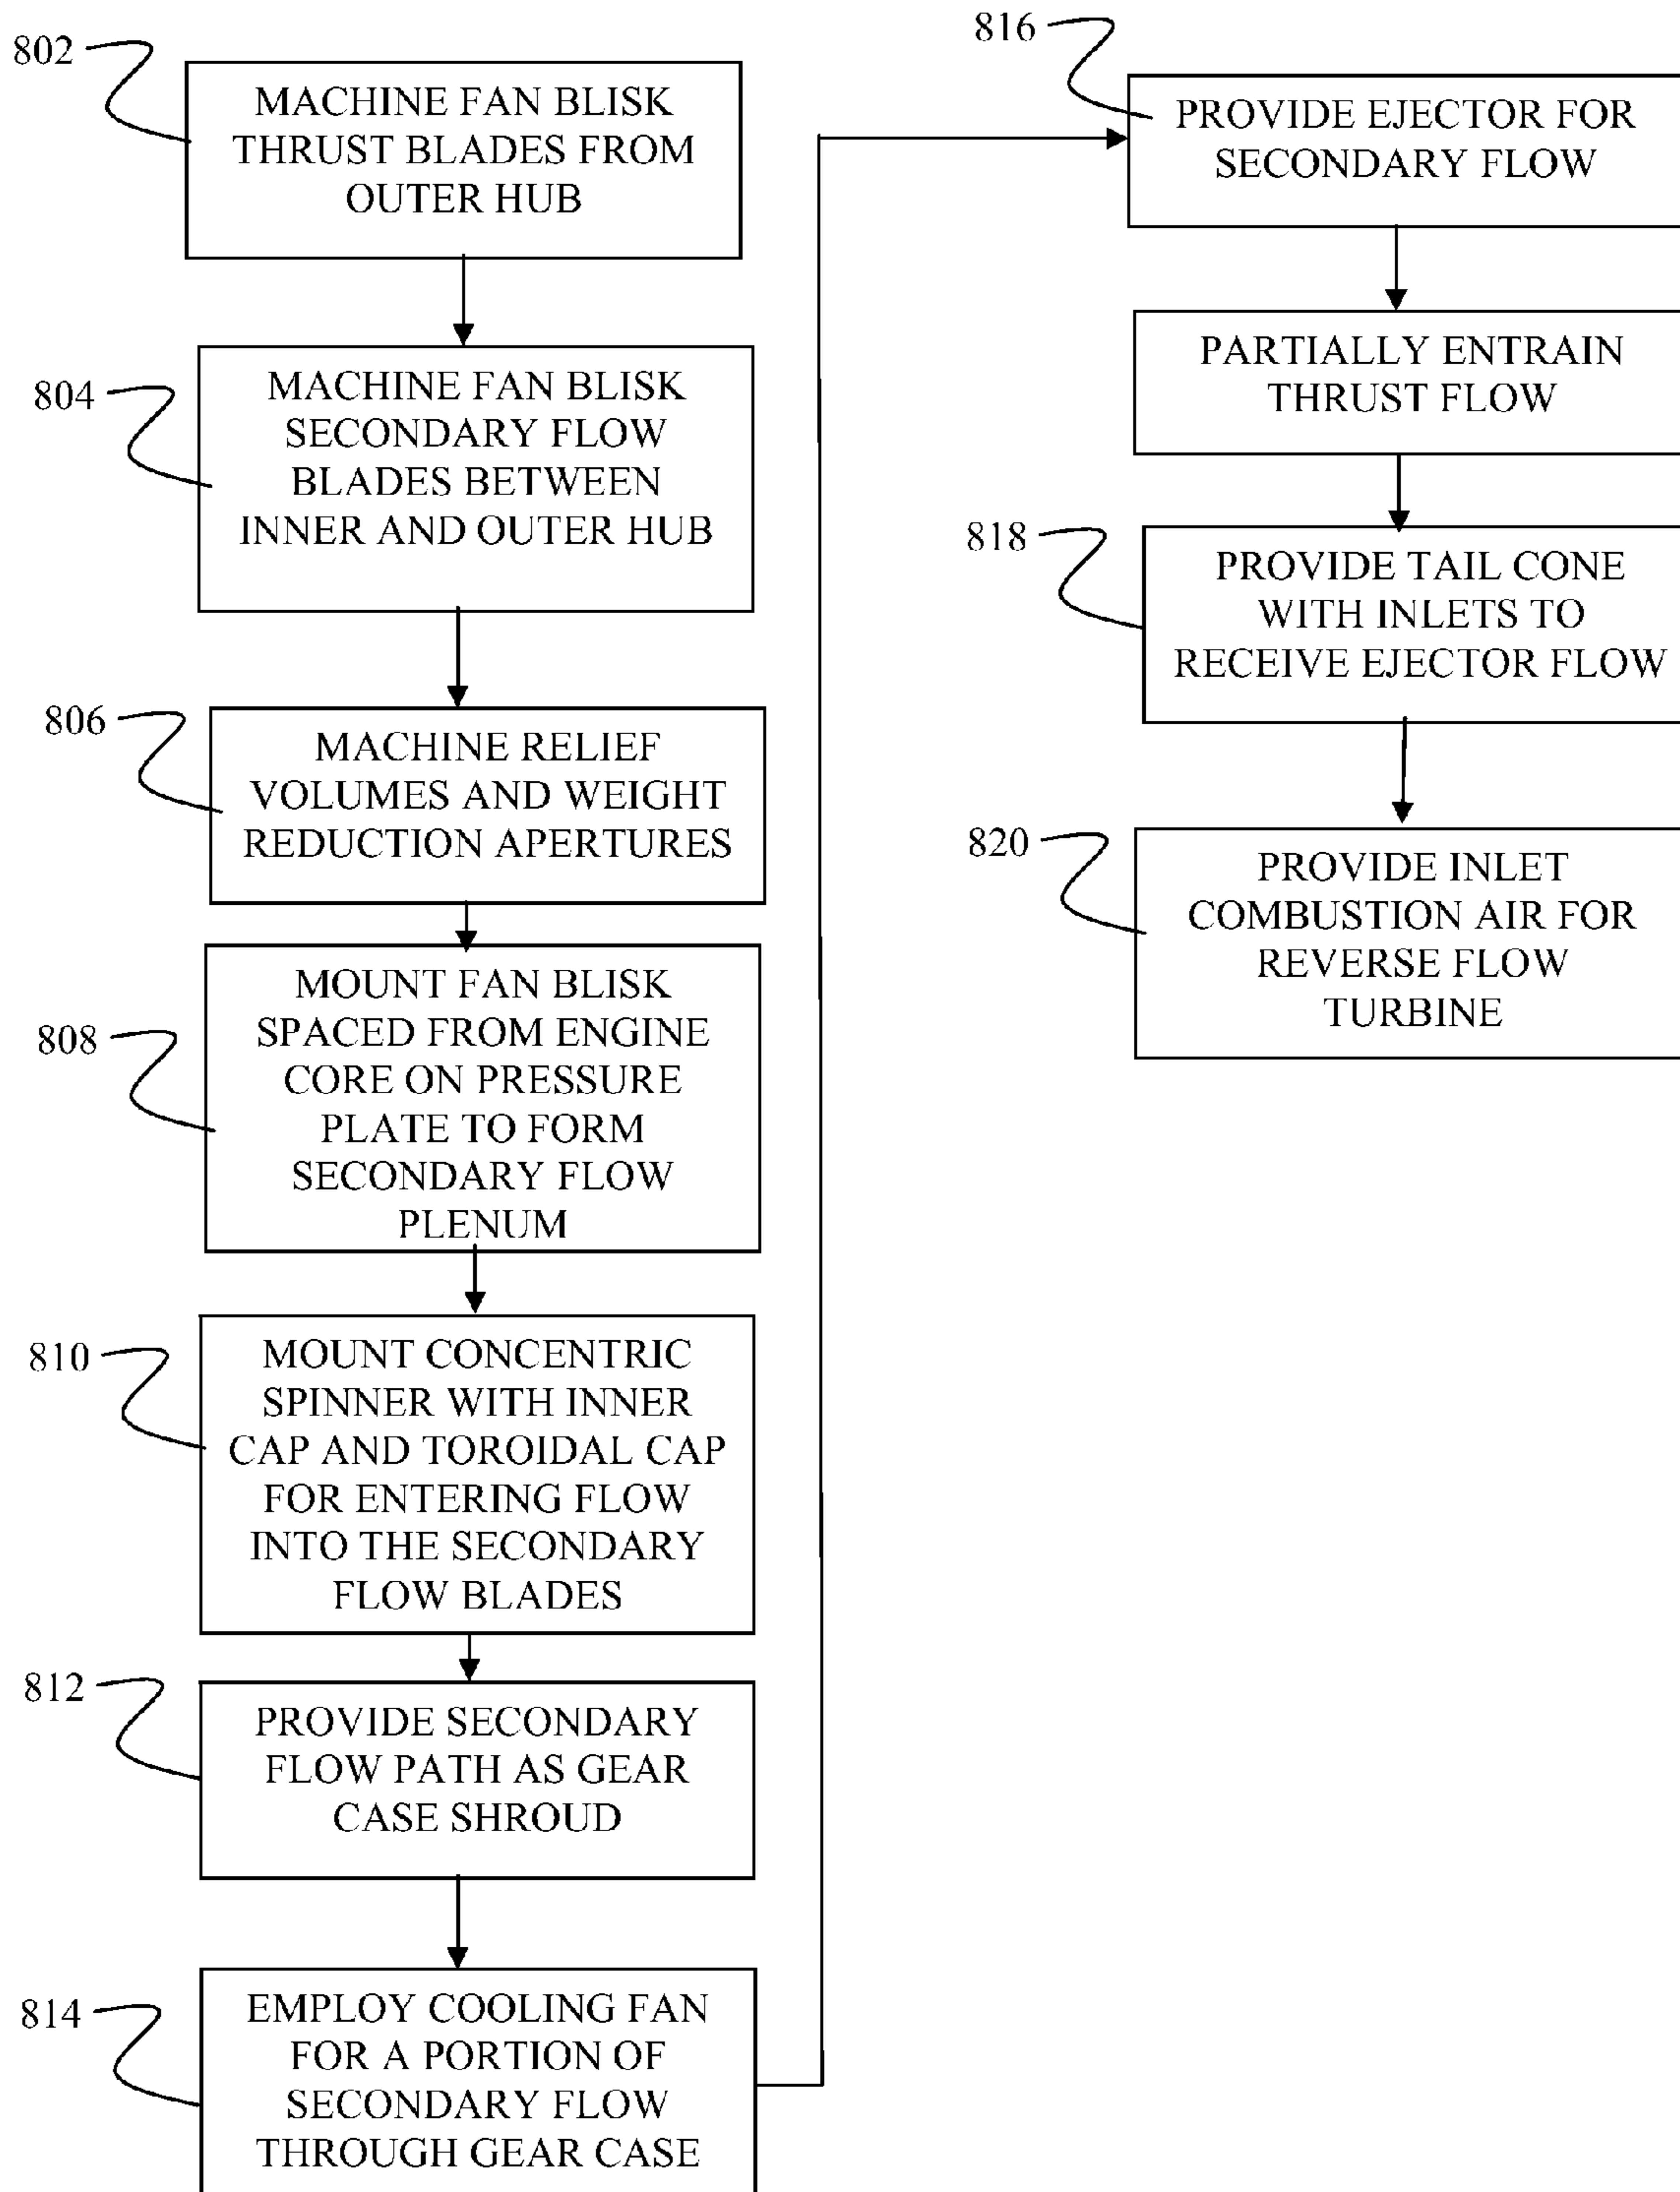 802
MACHINE FAN BLISK
THRUST BLADES FROM
OUTER HUB
804
MACHINE FAN BLISK
SECONDARY FLOW
BLADES BETWEEN
INNER AND OUTER HUB
806
MACHINE RELIEF
VOLUMES AND WEIGHT
REDUCTION APERTURES
808
MOUNT FAN BLISK
SPACED FROM ENGINE
CORE ON PRESSURE
PLATE TO FORM
SECONDARY FLOW
PLENUM
810
MOUNT CONCENTRIC
SPINNER WITH INNER
CAP AND TOROIDAL CAP
FOR ENTERING FLOW
INTO THE SECONDARY
FLOW BLADES
812
PROVIDE SECONDARY
FLOW PATH AS GEAR
CASE SHROUD
814
EMPLOY COOLING FAN
FOR A PORTION OF
SECONDARY FLOW
THROUGH GEAR CASE
816
PROVIDE EJECTOR FOR
SECONDARY FLOW
PARTIALLY ENTRAIN
THRUST FLOW
818
PROVIDE TAIL CONE
WITH INLETS TO
RECEIVE EJECTOR FLOW
820
PROVIDE INLET
COMBUSTION AIR FOR
REVERSE FLOW
TURBINE